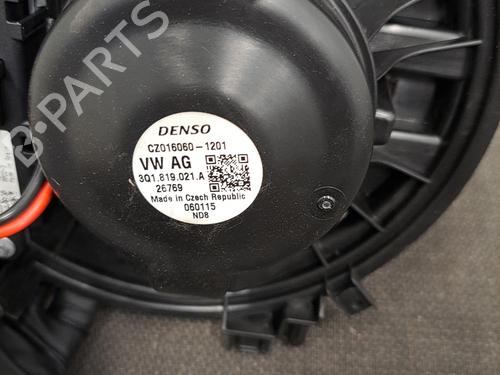 B-PARTS
DENSO
CZ016060-1201
VW AG
3Q1.819.021.A
26769
Made in Czech Republic
060115
ND8